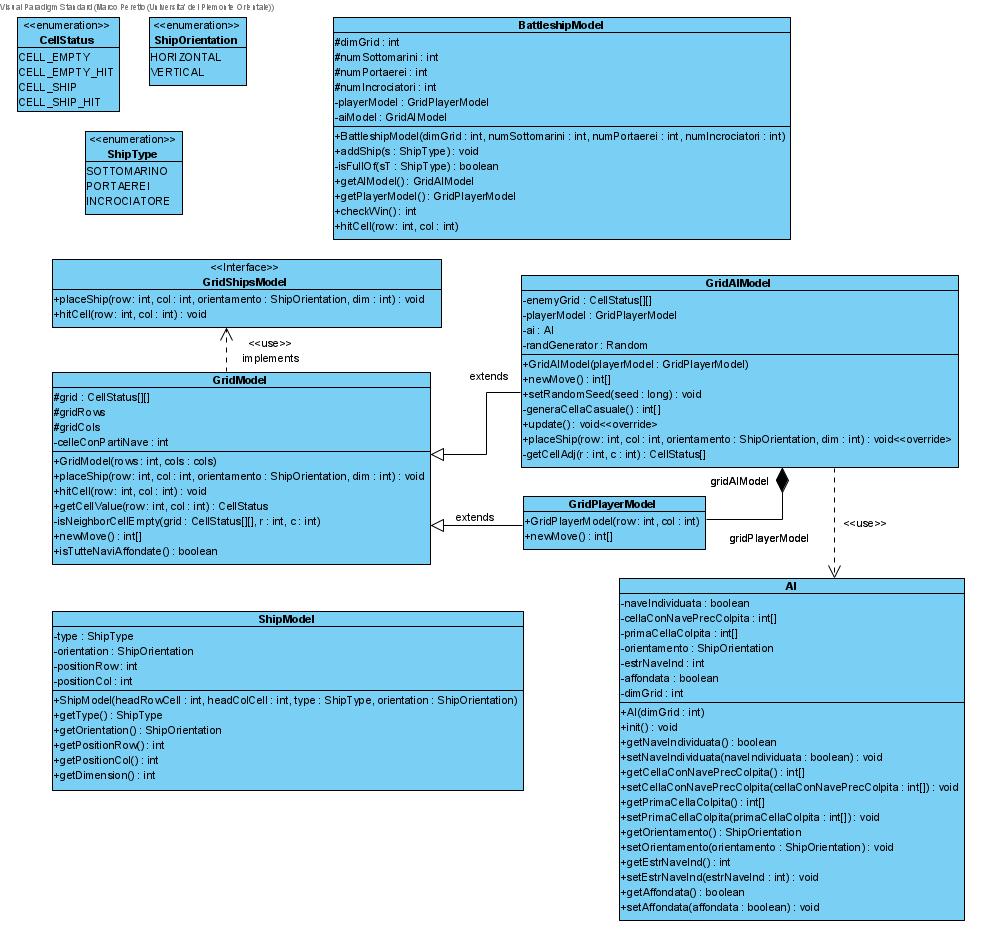 Visual Paradigm Standard (Marco Peretto (Universita' del Piemonte Orientale))
<<enumeration>>
CellStatus
CELL_EMPTY
CELL_EMPTY_HIT
CELL_SHIP
CELL_SHIP_HIT
<<enumeration>>
ShipOrientation
HORIZONTAL
VERTICAL
<<enumeration>>
ShipType
SOTTOMARINO
PORTAEREI
INCROCIATORE
BattleshipModel
#dimGrid : int
#numSottomarini : int
#numPortaerei : int
#numIncrociatori : int
-playerModel : GridPlayerModel
-aiModel : GridAIModel
+BattleshipModel(dimGrid : int, numSottomarini : int, numPortaerei : int, numIncrociatori : int)
+addShip(s : ShipType) : void
-isFullOf(sT : ShipType) : boolean
+getAIModel() : GridAIModel
+getPlayerModel() : GridPlayerModel
+checkWin() : int
+hitCell(row : int, col : int)
<<Interface>>
GridShipsModel
+placeShip(row : int, col : int, orientamento : ShipOrientation, dim : int) : void
+hitCell(row : int, col : int) : void
<<use>>
implements
GridModel
#grid : CellStatus[][]
#gridRows
#gridCols
-celleConPartiNave : int
+GridModel(rows : int, cols : cols)
+placeShip(row : int, col : int, orientamento : ShipOrientation, dim : int) : void
+hitCell(row : int, col : int) : void
+getCellValue(row : int, col : int) : CellStatus
-isNeighborCellEmpty(grid : CellStatus[][], r : int, c : int)
+newMove() : int[]
+isTutteNaviAffondate() : boolean
extends
GridAIModel
-enemyGrid : CellStatus[][]
-playerModel : GridPlayerModel
-ai : AI
-randGenerator : Random
+GridAIModel(playerModel : GridPlayerModel)
+newMove() : int[]
+setRandomSeed(seed : long) : void
-generaCellaCasuale() : int[]
+update() : void<<override>>
+placeShip(row : int, col : int, orientamento : ShipOrientation, dim : int) : void<<override>>
-getCellAdj(r : int, c : int) : CellStatus[]
extends
GridPlayerModel
+GridPlayerModel(row : int, col : int)
+newMove() : int[]
gridAIModel
gridPlayerModel
<<use>>
ShipModel
-type : ShipType
-orientation : ShipOrientation
-positionRow : int
-positionCol : int
+ShipModel(headRowCell : int, headColCell : int, type : ShipType, orientation : ShipOrientation)
+getType() : ShipType
+getOrientation() : ShipOrientation
+getPositionRow() : int
+getPositionCol() : int
+getDimension() : int
AI
-naveIndividuata : boolean
-cellaConNavePrecColpita : int[]
-primaCellaColpita : int[]
-orientamento : ShipOrientation
-estrNaveInd : int
-affondata : boolean
-dimGrid : int
+AI(dimGrid : int)
+init() : void
+getNaveIndividuata() : boolean
+setNaveIndividuata(naveIndividuata : boolean) : void
+getCellaConNavePrecColpita() : int[]
+setCellaConNavePrecColpita(cellaConNavePrecColpita : int[]) : void
+getPrimaCellaColpita() : int[]
+setPrimaCellaColpita(primaCellaColpita : int[]) : void
+getOrientamento() : ShipOrientation
+setOrientamento(orientamento : ShipOrientation) : void
+getEstrNaveInd() : int
+setEstrNaveInd(estrNaveInd : int) : void
+getAffondata() : boolean
+setAffondata(affondata : boolean) : void